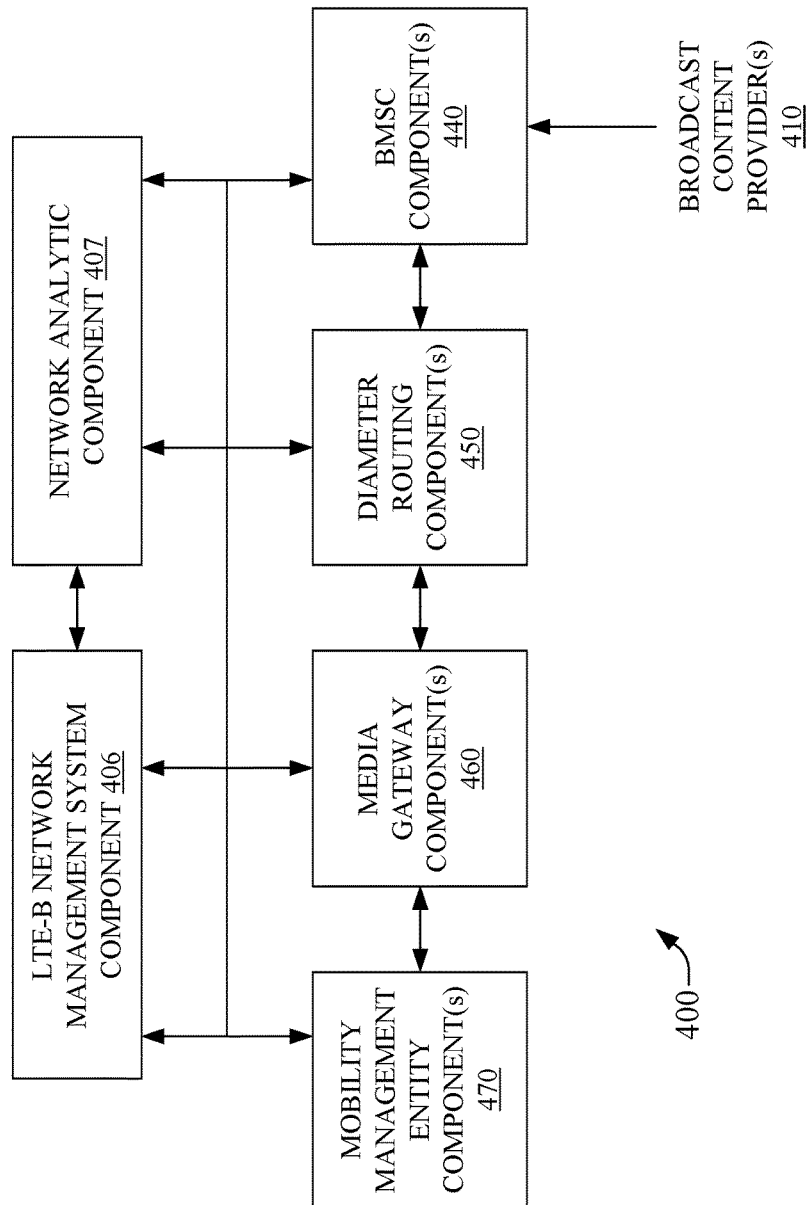 LTE-B NETWORK
MANAGEMENT SYSTEM
COMPONENT 406
NETWORK ANALYTIC
COMPONENT 407
MOBILITY
MANAGEMENT
ENTITY
COMPONENT(s)
470
MEDIA
GATEWAY
COMPONENT(s)
460
DIAMETER
ROUTING
COMPONENT(s)
450
BMSC
COMPONENT(s)
440
400
BROADCAST
CONTENT
PROVIDER(s)
410